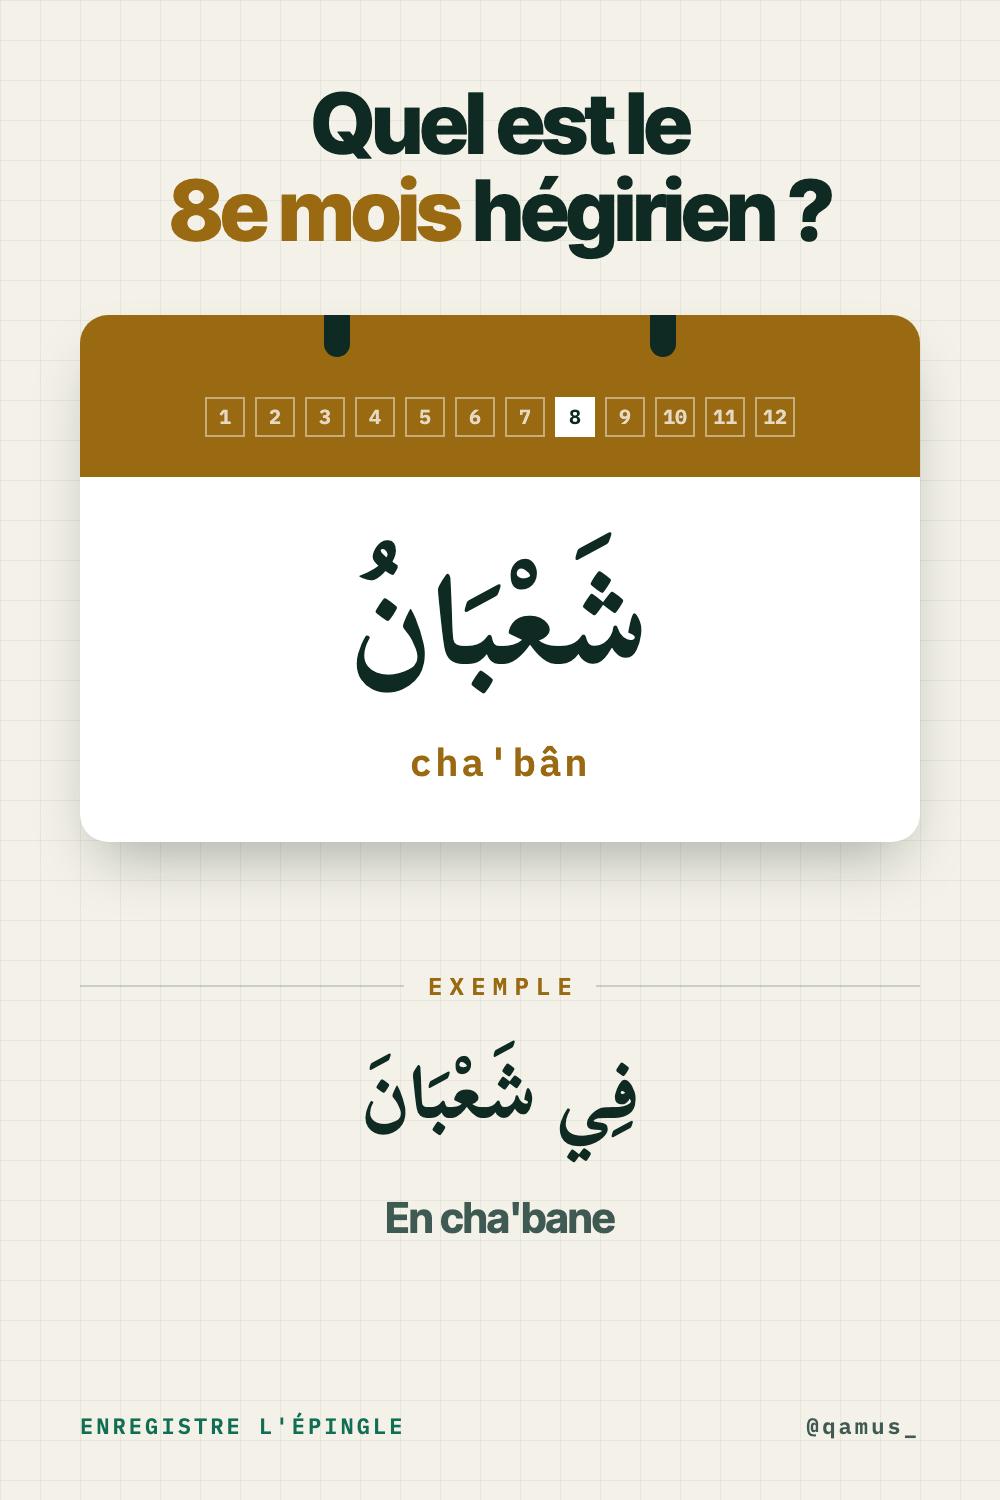 Quel est le
8e mois hégirien ?
1 2 3 4 5 6 7 8 9 10 11 12
شَعْبَانُ
cha'bân
EXEMPLE
فِي شَعْبَانَ
En cha'bane
ENREGISTRE L'ÉPINGLE
@qamus_